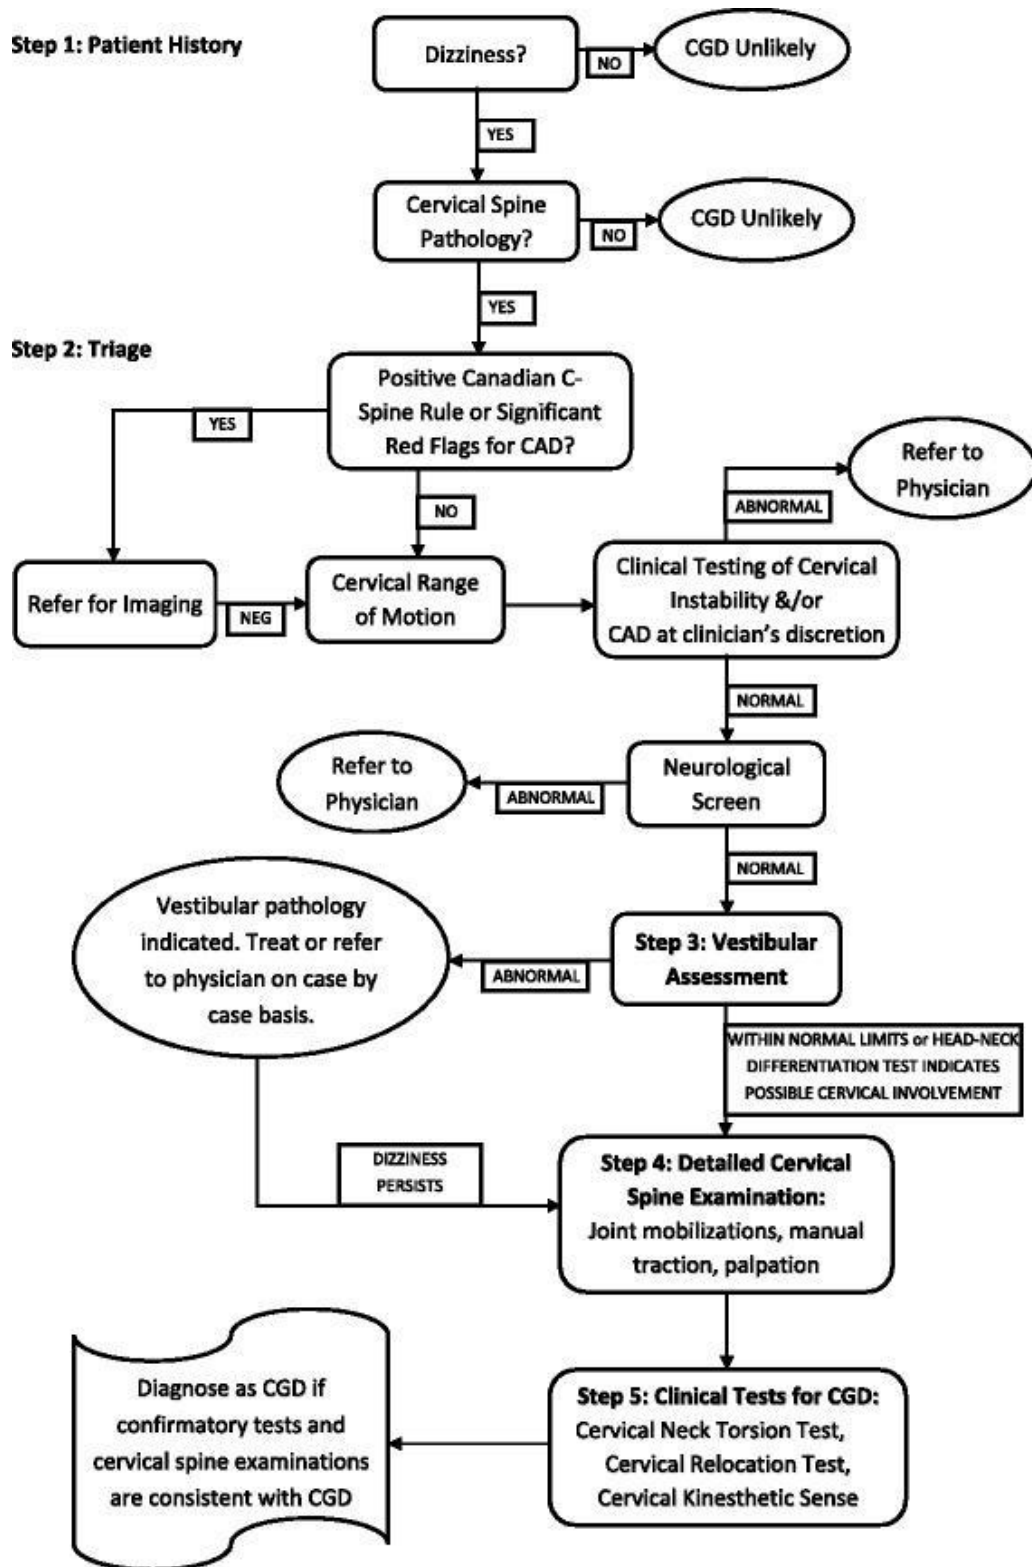 Step 1: Patient History
Dizziness?
NO
CGD Unlikely
YES
Cervical Spine
Pathology?
NO
CGD Unlikely
YES
Step 2: Triage
Positive Canadian C-
Spine Rule or Significant
Red Flags for CAD?
YES
NO
Refer to
Physician
ABNORMAL
Refer for Imaging
NEG
Cervical Range
of Motion
Clinical Testing of Cervical
Instability &/or
CAD at clinician's discretion
NORMAL
Refer to
Physician
ABNORMAL
Neurological
Screen
NORMAL
Vestibular pathology
indicated. Treat or refer
to physician on case by
case basis.
ABNORMAL
Step 3: Vestibular
Assessment
WITHIN NORMAL LIMITS or HEAD-NECK
DIFFERENTIATION TEST INDICATES
POSSIBLE CERVICAL INVOLVEMENT
DIZZINESS
PERSISTS
Step 4: Detailed Cervical
Spine Examination:
Joint mobilizations, manual
traction, palpation
Diagnose as CGD if
confirmatory tests and
cervical spine examinations
are consistent with CGD
Step 5: Clinical Tests for CGD:
Cervical Neck Torsion Test,
Cervical Relocation Test,
Cervical Kinesthetic Sense